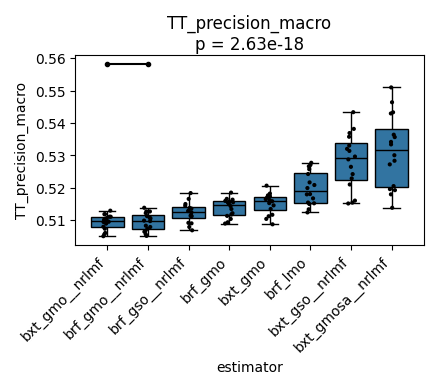 TT_precision_macro
p = 2.63e-18
TT_precision_macro
0.56
0.55
0.54
0.53
0.52
0.51
bxt_gmo__nrlmf
brf_gmo__nrlmf
brf_gso__nrlmf
brf_gmo
bxt_gmo
brf_lmo
bxt_gso__nrlmf
bxt_gmosa__nrlmf
estimator